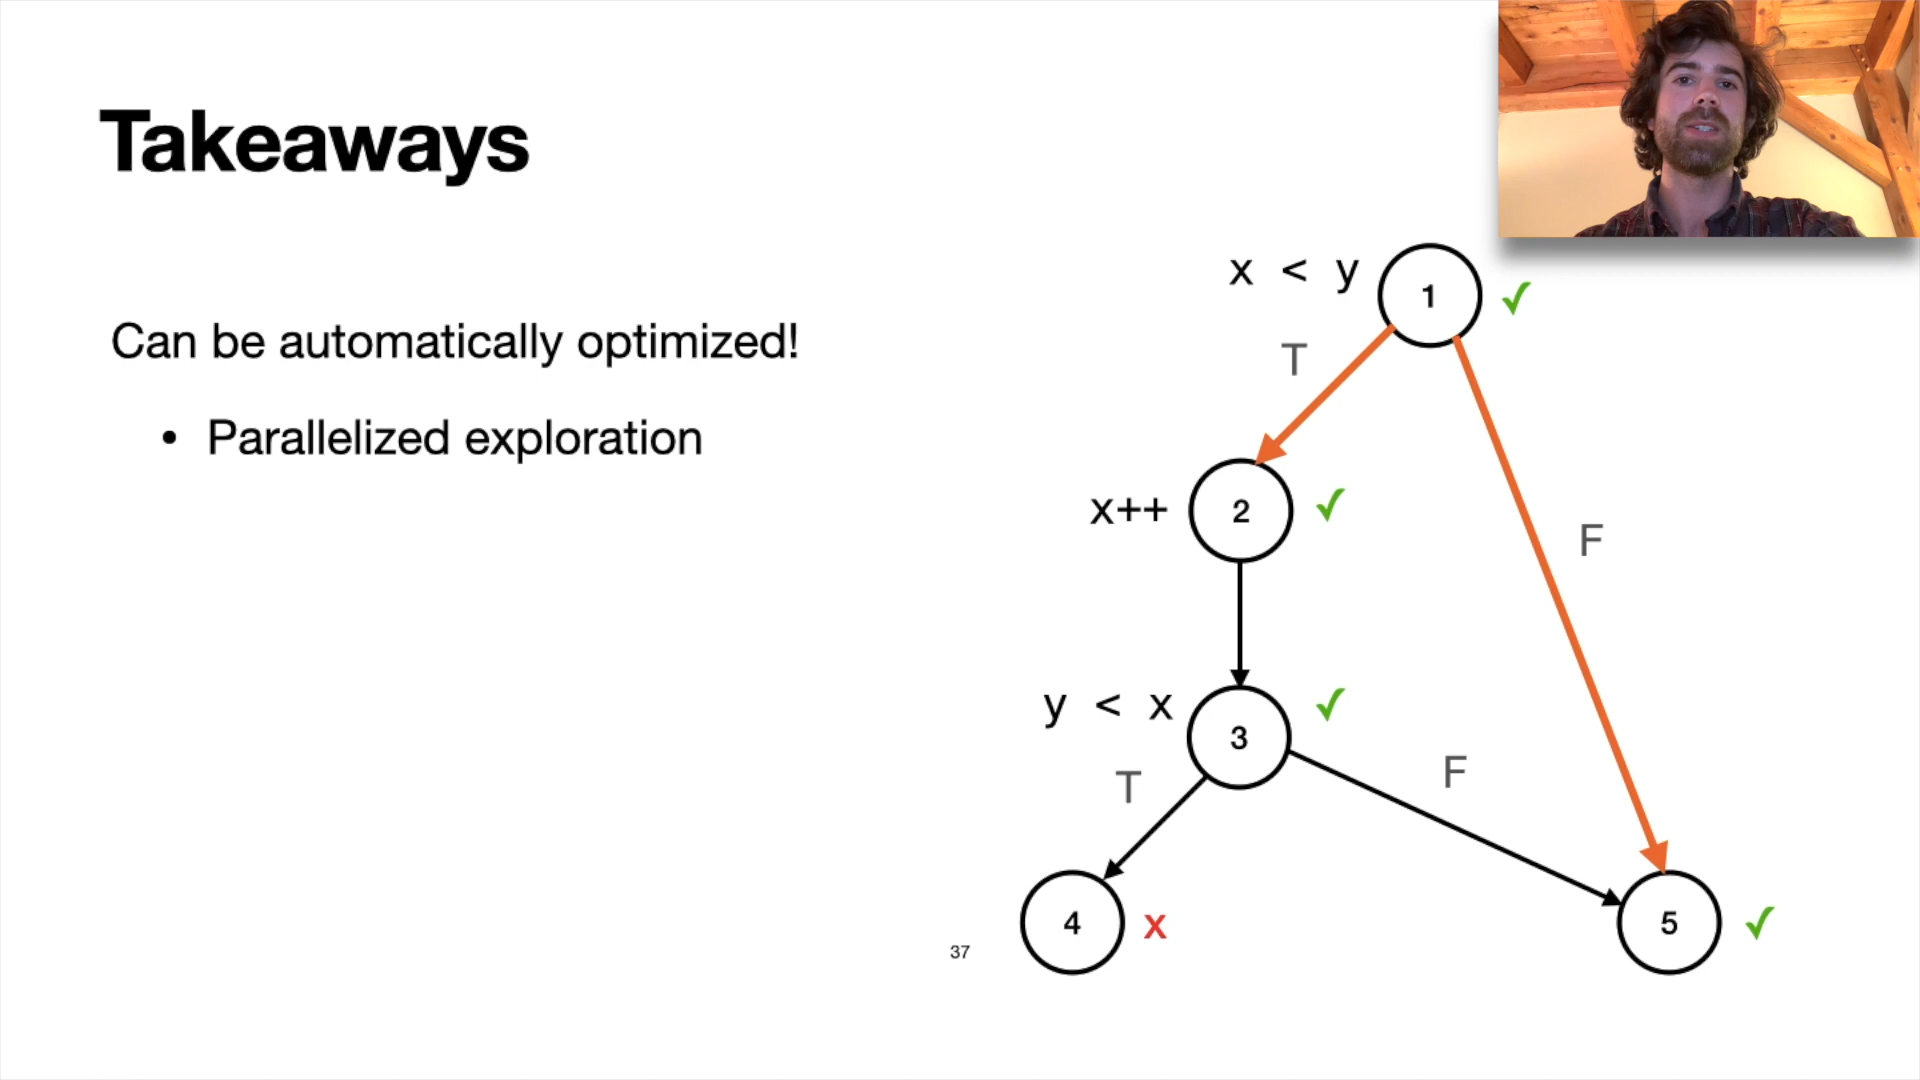 Takeaways
Can be automatically optimized!
• Parallelized exploration
x < y
1
✓
T
F
x++
2
✓
y < x
3
✓
T
F
4
x
5
✓
37